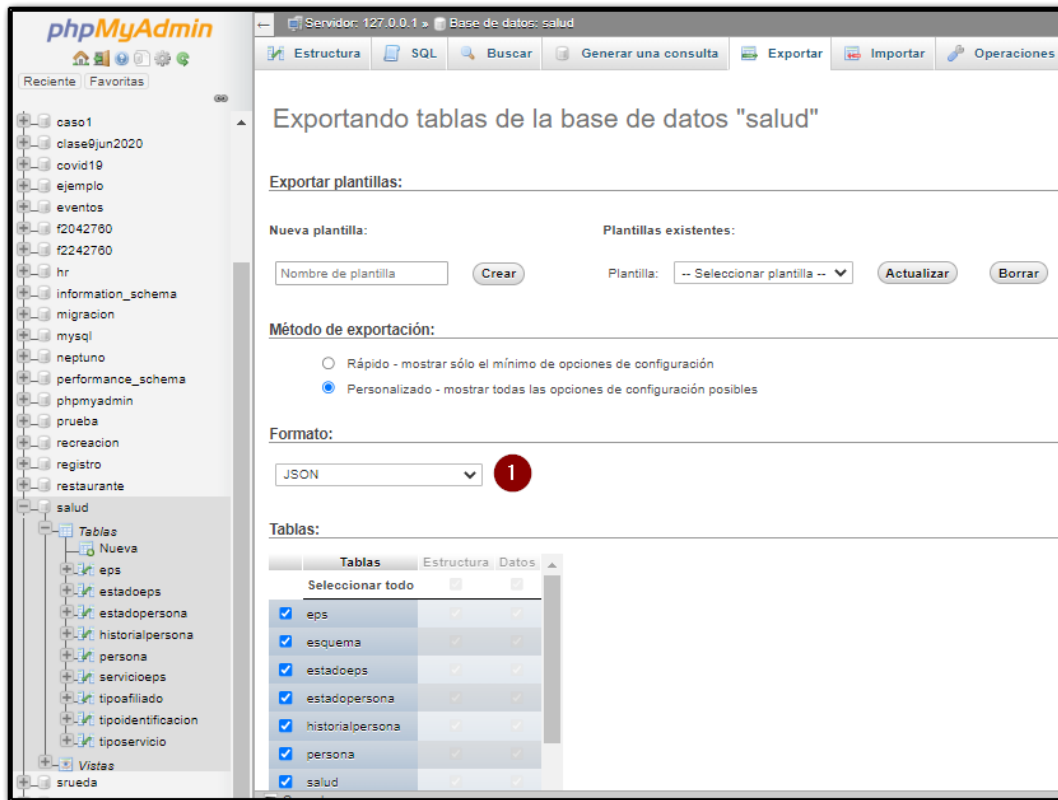 phpMyAdmin
Reciente Favoritas
caso1
clase9jun2020
covid19
ejemplo
eventos
f2042760
f2242760
hr
information_schema
migracion
mysql
neptuno
performance_schema
phpmyadmin
prueba
recreacion
registro
restaurante
salud
Tablas
Nueva
eps
estadoeps
estadopersona
historialpersona
persona
servicioeps
tipoafiliado
tipoidentificacion
tiposervicio
Vistas
srueda
Servidor: 127.0.0.1 » Base de datos: salud
Estructura SQL Buscar Generar una consulta Exportar Importar Operaciones
Exportando tablas de la base de datos "salud"
Exportar plantillas:
Nueva plantilla: Plantillas existentes:
Nombre de plantilla Crear Plantilla: -- Seleccionar plantilla -- Actualizar Borrar
Método de exportación:
Rápido - mostrar sólo el mínimo de opciones de configuración
Personalizado - mostrar todas las opciones de configuración posibles
Formato:
JSON 1
Tablas:
Tablas Estructura Datos
Seleccionar todo
eps
esquema
estadoeps
estadopersona
historialpersona
persona
salud